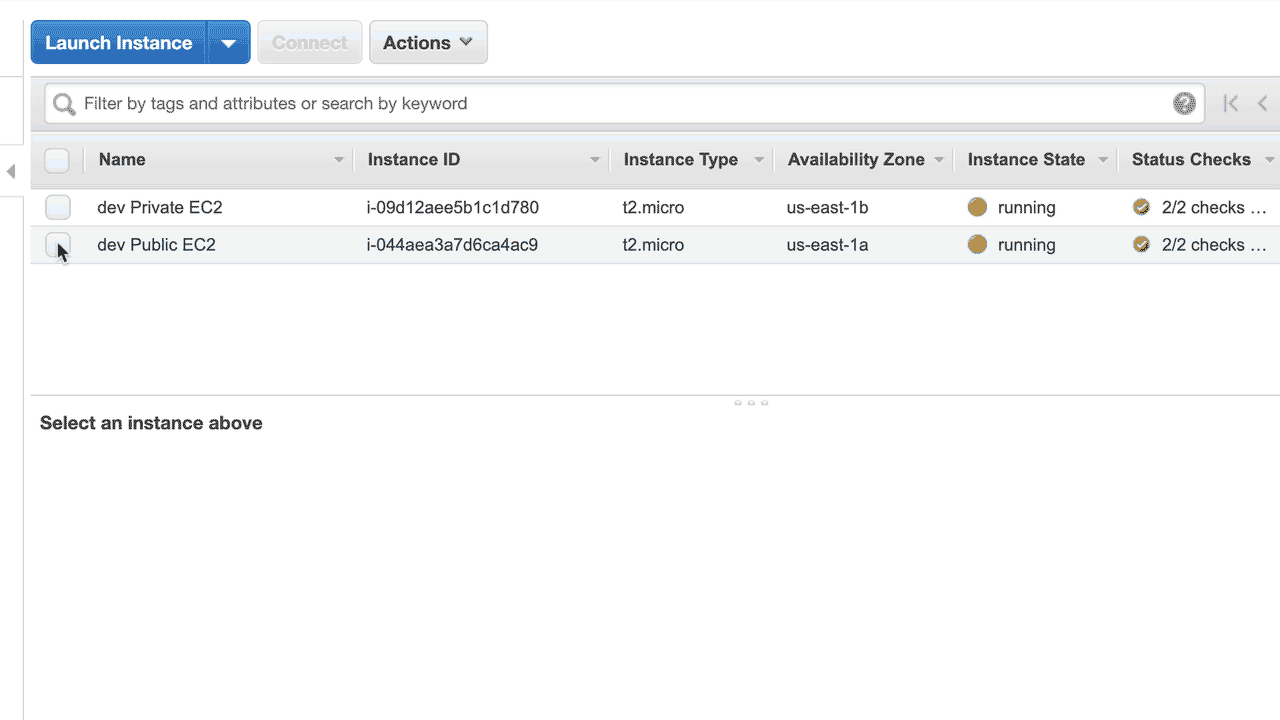 Launch Instance Connect Actions
Filter by tags and attributes or search by keyword ?
Name Instance ID Instance Type Availability Zone Instance State Status Checks
dev Private EC2 i-09d12aee5b1c1d780 t2.micro us-east-1b running 2/2 checks …
dev Public EC2 i-044aea3a7d6ca4ac9 t2.micro us-east-1a running 2/2 checks …
Select an instance above